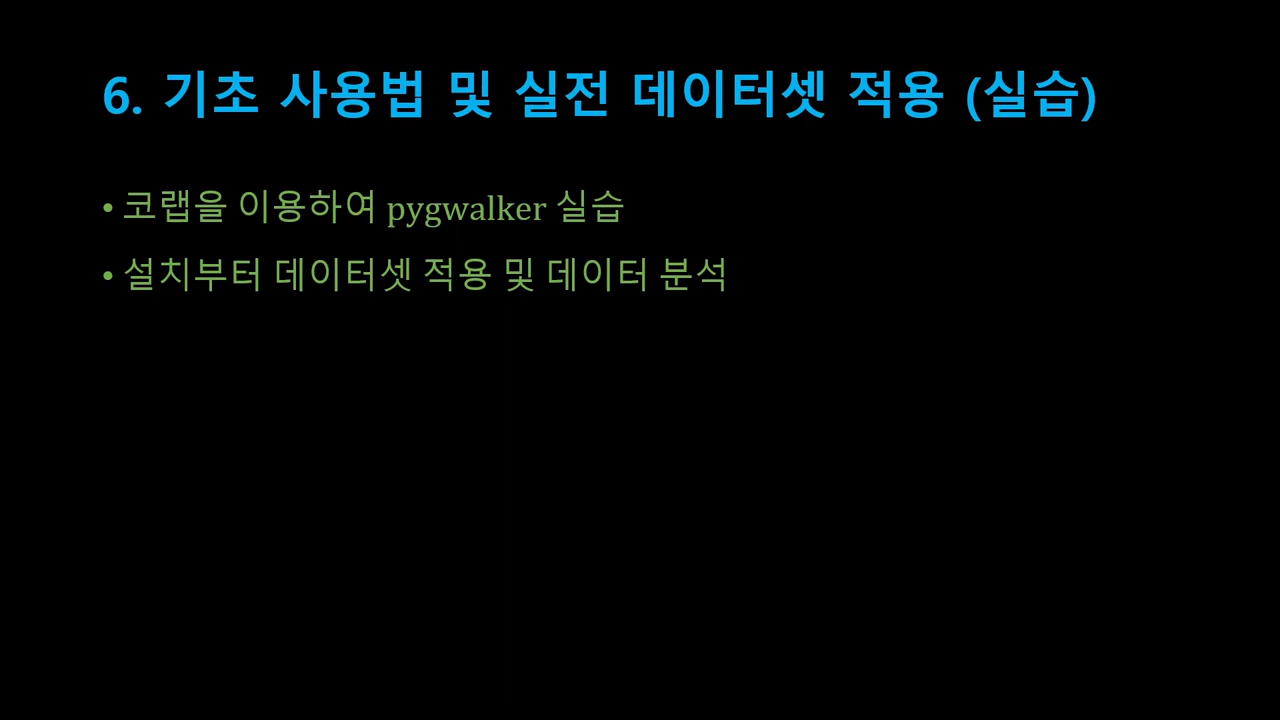 6. 기초 사용법 및 실전 데이터셋 적용 (실습)
• 코랩을 이용하여 pygwalker 실습
• 설치부터 데이터셋 적용 및 데이터 분석